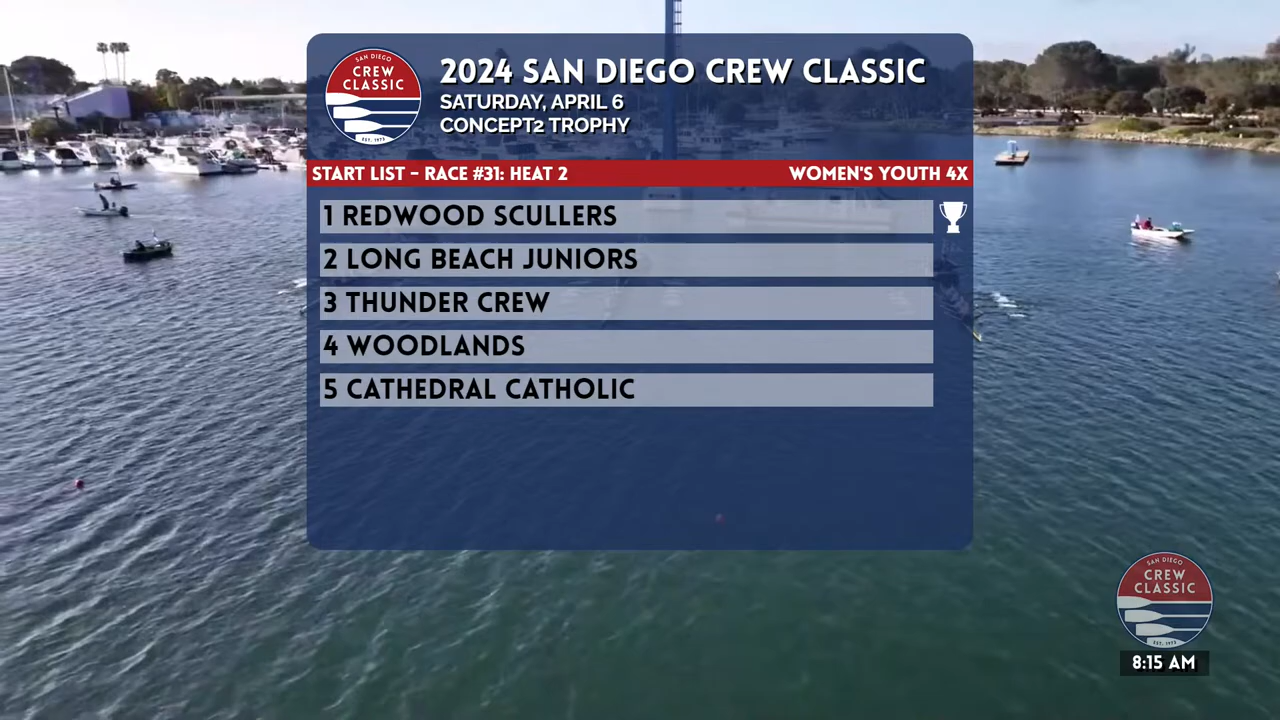 SAN DIEGO
CREW
CLASSIC
EST. 1973
2024 SAN DIEGO CREW CLASSIC
SATURDAY, APRIL 6
CONCEPT2 TROPHY
START LIST - RACE #31: HEAT 2
WOMEN'S YOUTH 4X
1 REDWOOD SCULLERS
2 LONG BEACH JUNIORS
3 THUNDER CREW
4 WOODLANDS
5 CATHEDRAL CATHOLIC
SAN DIEGO
CREW
CLASSIC
EST. 1973
8:15 AM